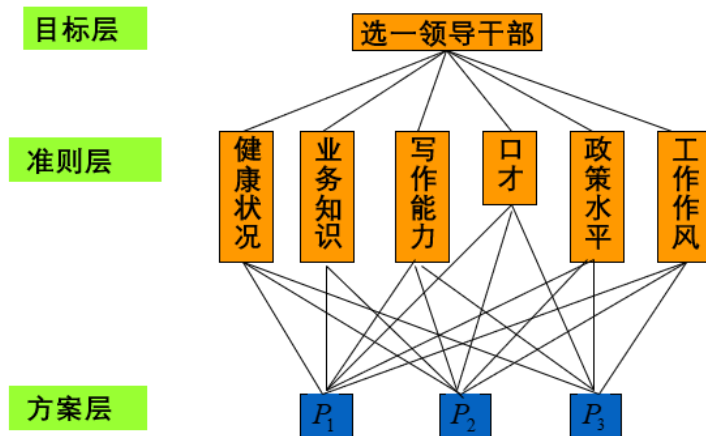 目标层
选一领导干部
准则层
健康状况
业务知识
写作能力
口才
政策水平
工作作风
方案层
P₁
P₂
P₃